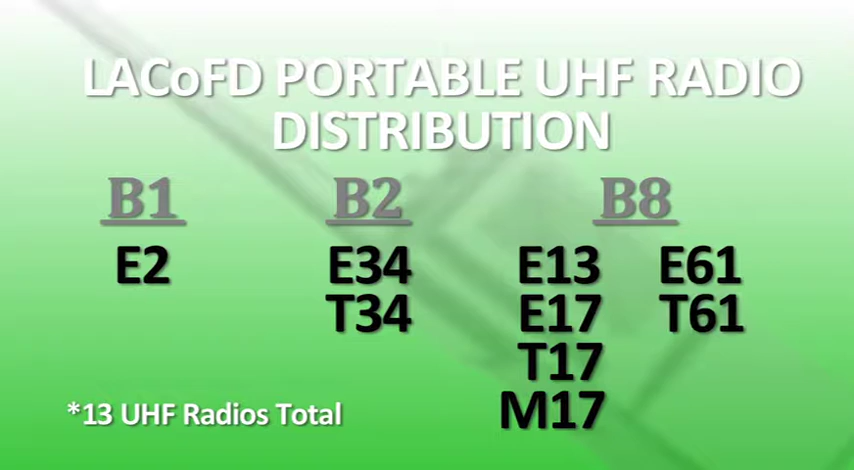 LACoFD PORTABLE UHF RADIO
DISTRIBUTION
B1
E2
B2
E34
T34
B8
E13 E61
E17 T61
T17
M17
*13 UHF Radios Total